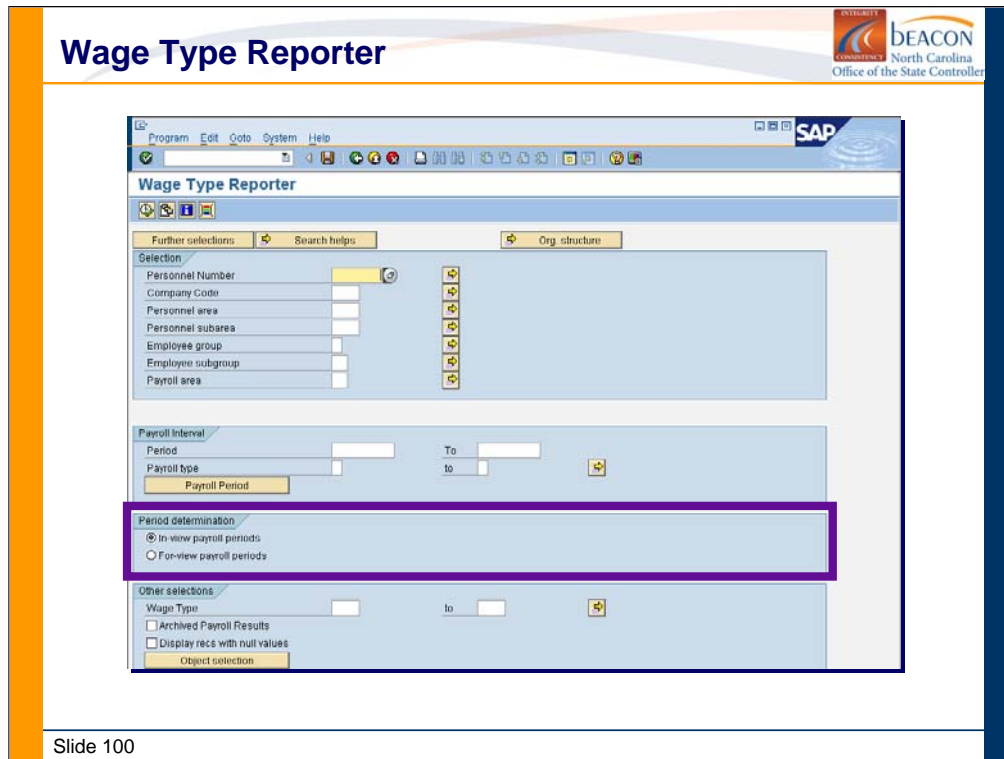 Wage Type Reporter
INTEGRITY
CONSISTENCY
bEACON
North Carolina
Office of the State Controller
Program Edit Goto System Help
SAP
Wage Type Reporter
Further selections Search helps Org. structure
Selection
Personnel Number
Company Code
Personnel area
Personnel subarea
Employee group
Employee subgroup
Payroll area
Payroll Interval
Period To
Payroll type to
Payroll Period
Period determination
In-view payroll periods
For-view payroll periods
Other selections
Wage Type to
Archived Payroll Results
Display recs with null values
Object selection
Slide 100